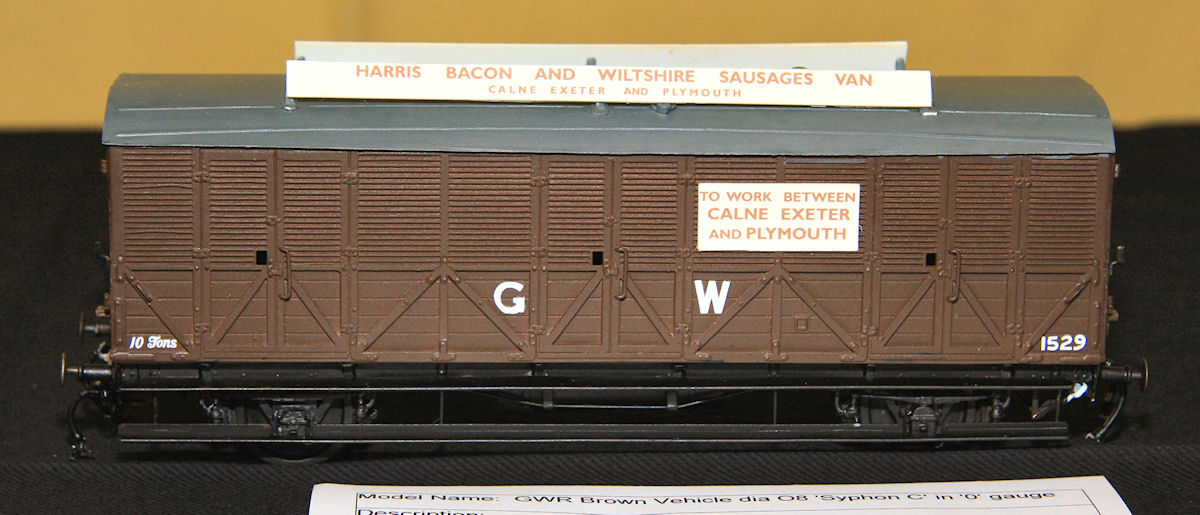 HARRIS BACON AND WILTSHIRE SAUSAGES VAN
CALNE EXETER AND PLYMOUTH
TO WORK BETWEEN
CALNE EXETER
AND PLYMOUTH
G W
10 Tons
1529
Model Name: GWR Brown Vehicle dia O8 'Syphon C' in '0' gauge
Description: